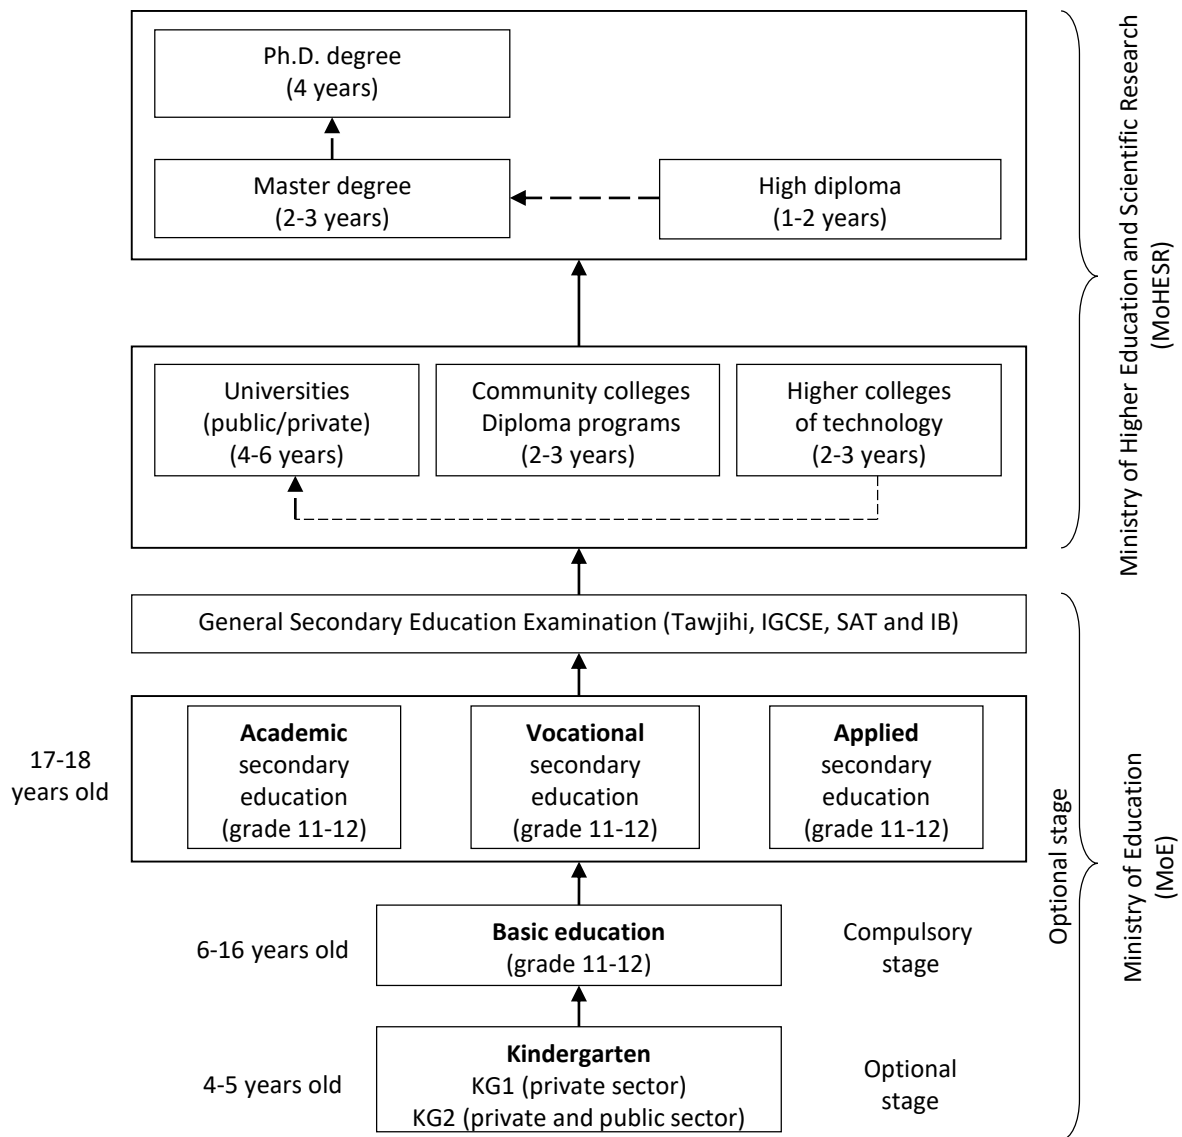 Ph.D. degree
(4 years)
Master degree
(2-3 years)
High diploma
(1-2 years)
Universities
(public/private)
(4-6 years)
Community colleges
Diploma programs
(2-3 years)
Higher colleges
of technology
(2-3 years)
Ministry of Higher Education and Scientific Research
(MoHESR)
General Secondary Education Examination (Tawjihi, IGCSE, SAT and IB)
17-18
years old
Academic
secondary
education
(grade 11-12)
Vocational
secondary
education
(grade 11-12)
Applied
secondary
education
(grade 11-12)
Optional stage
Ministry of Education
(MoE)
6-16 years old
Basic education
(grade 11-12)
Compulsory
stage
4-5 years old
Kindergarten
KG1 (private sector)
KG2 (private and public sector)
Optional
stage